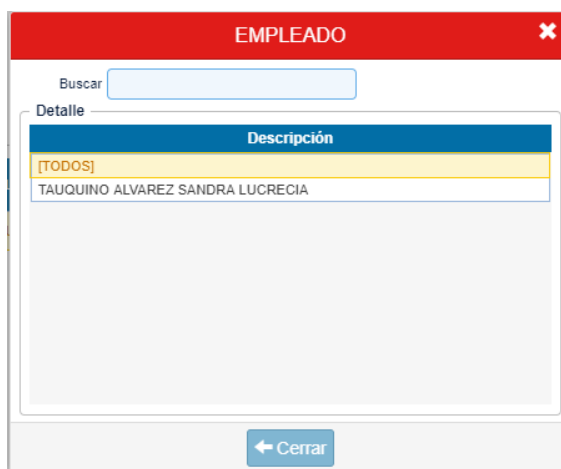 EMPLEADO
Buscar
Detalle
Descripción
[TODOS]
TAUQUINO ALVAREZ SANDRA LUCRECIA
Cerrar